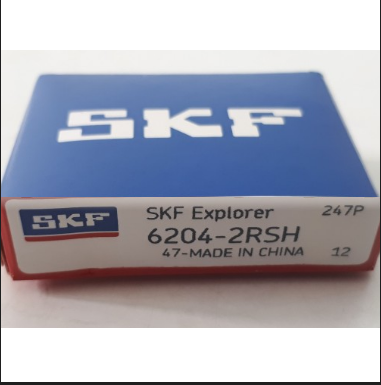 SKF
SKF SKF Explorer 247P
6204-2RSH
47-MADE IN CHINA 12